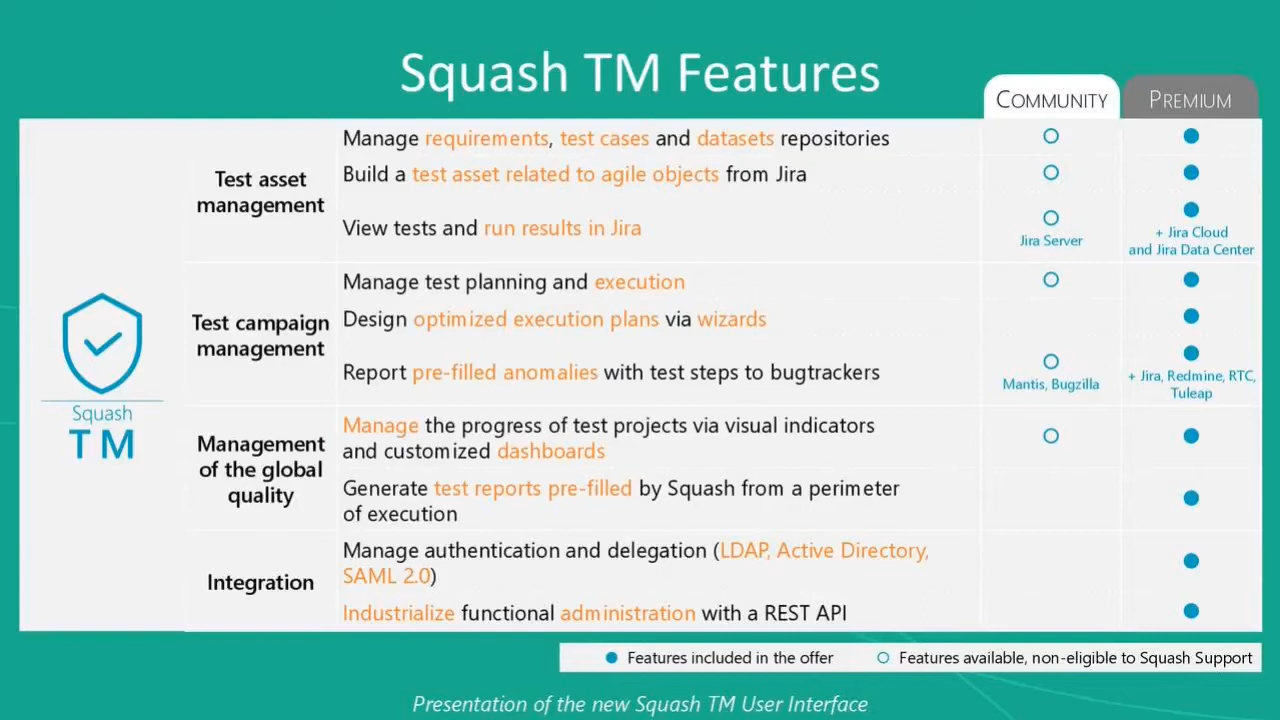 Squash TM Features
COMMUNITY
PREMIUM
Test asset
management
Manage requirements, test cases and datasets repositories
Build a test asset related to agile objects from Jira
View tests and run results in Jira
Jira Server
+ Jira Cloud
and Jira Data Center
Test campaign
management
Manage test planning and execution
Design optimized execution plans via wizards
Report pre-filled anomalies with test steps to bugtrackers
Mantis, Bugzilla
+ Jira, Redmine, RTC,
Tuleap
Squash
TM
Management
of the global
quality
Manage the progress of test projects via visual indicators
and customized dashboards
Generate test reports pre-filled by Squash from a perimeter
of execution
Integration
Manage authentication and delegation (LDAP, Active Directory,
SAML 2.0)
Industrialize functional administration with a REST API
Features included in the offer
Features available, non-eligible to Squash Support
Presentation of the new Squash TM User Interface